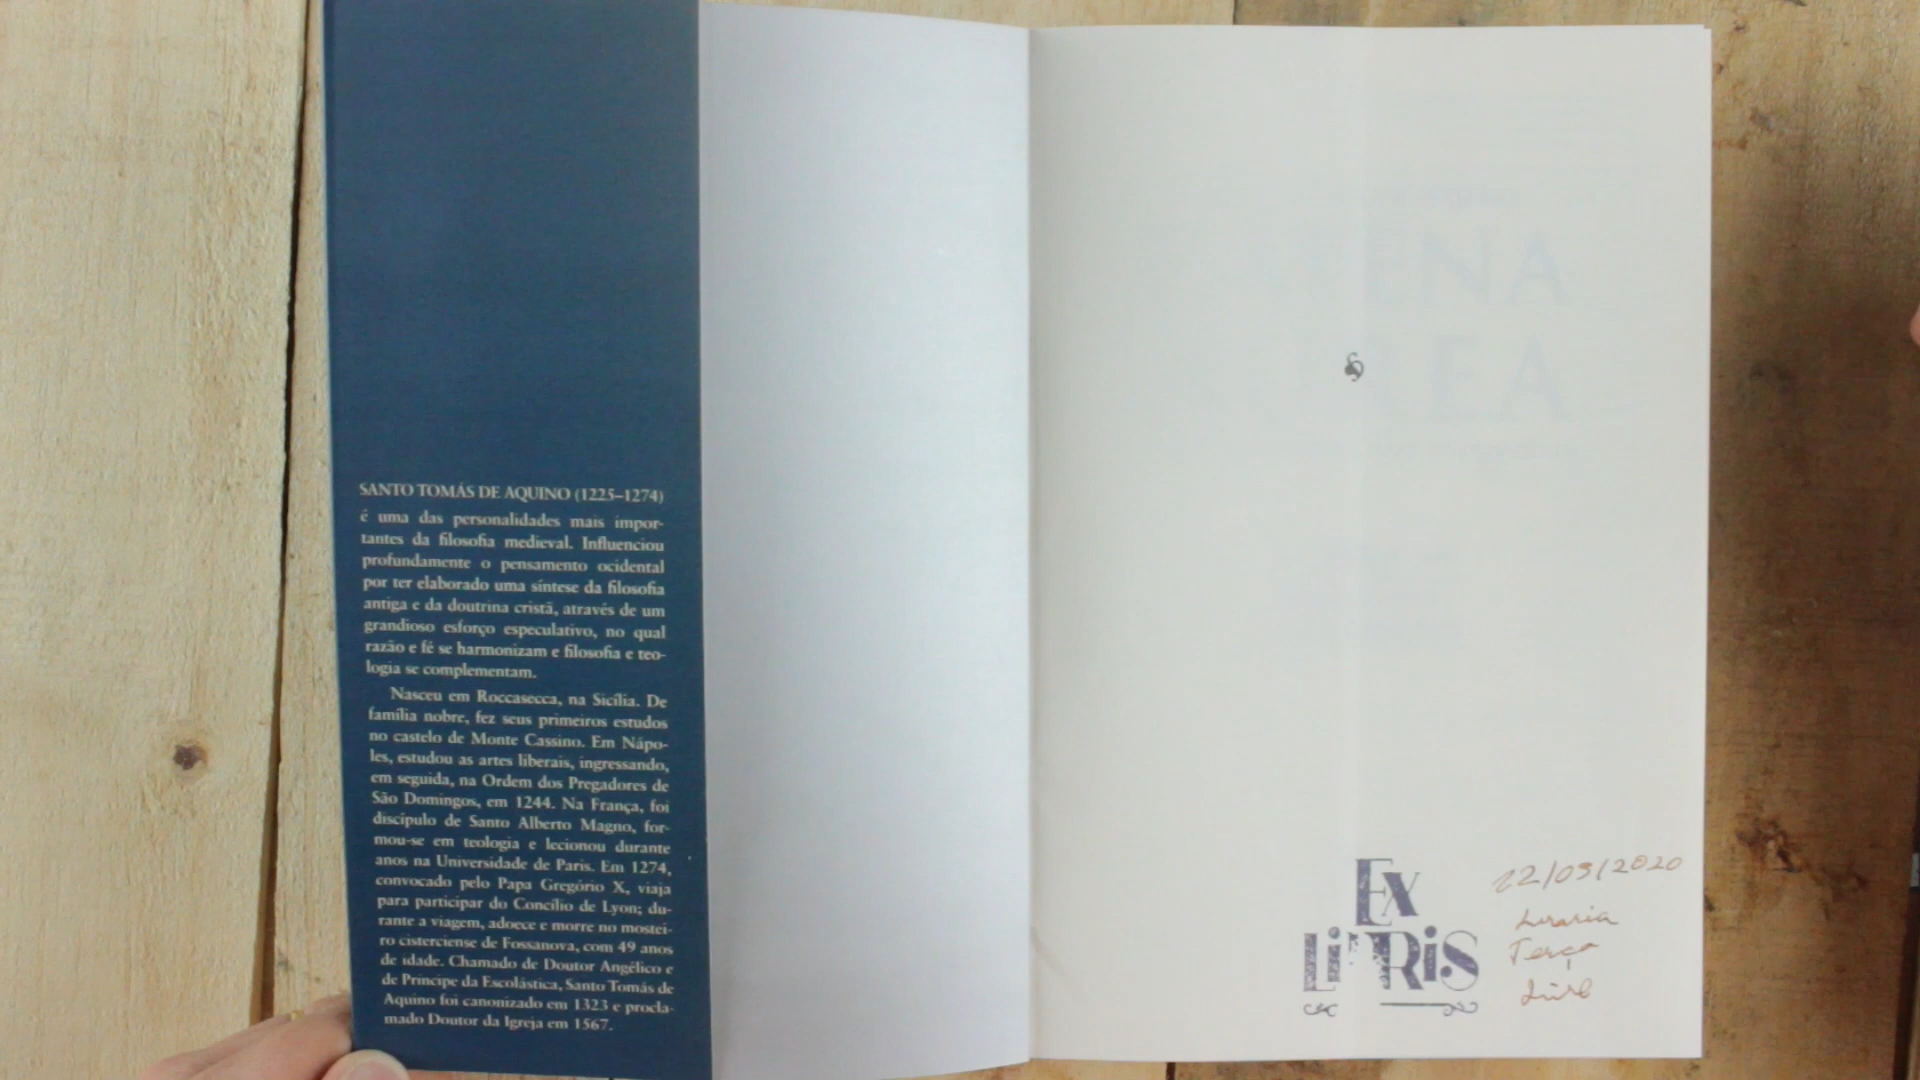 SANTO TOMÁS DE AQUINO (1225–1274)
é uma das personalidades mais impor-
tantes da filosofia medieval. Influenciou
profundamente o pensamento ocidental
por ter elaborado uma síntese da filosofia
antiga e da doutrina cristã, através de um
grandioso esforço especulativo, no qual
razão e fé se harmonizam e filosofia e teo-
logia se complementam.
Nasceu em Roccasecca, na Sicília. De
família nobre, fez seus primeiros estudos
no castelo de Monte Cassino. Em Nápo-
les, estudou as artes liberais, ingressando,
em seguida, na Ordem dos Pregadores de
São Domingos, em 1244. Na França, foi
discípulo de Santo Alberto Magno, for-
mou-se em teologia e lecionou durante
anos na Universidade de Paris. Em 1274,
convocado pelo Papa Gregório X, viaja
para participar do Concílio de Lyon; du-
rante a viagem, adoece e morre no mostei-
ro cisterciense de Fossanova, com 49 anos
de idade. Chamado de Doutor Angélico e
de Príncipe da Escolástica, Santo Tomás de
Aquino foi canonizado em 1323 e procla-
mado Doutor da Igreja em 1567.
ENA
REA
EX
LIBRIS
22/03/2020
Terça